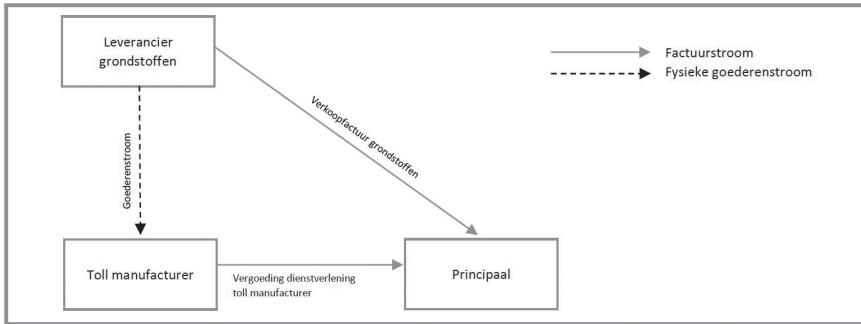 Leverancier
grondstoffen
Factuurstroom
Fysieke goederenstroom
Verkoopfactuur grondstoffen
Goederenstroom
Toll manufacturer
Vergoeding dienstverlening
toll manufacturer
Principaal